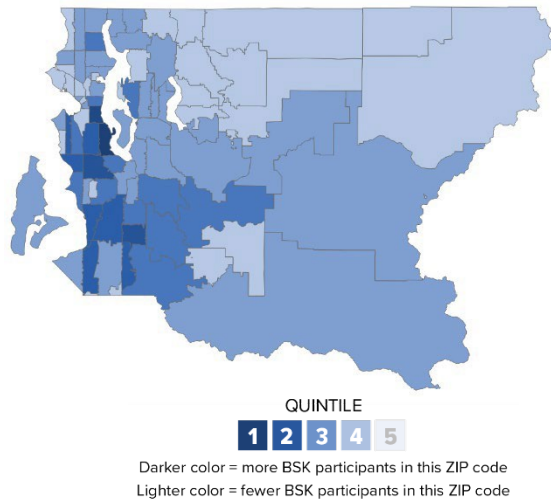 QUINTILE
1 2 3 4 5
Darker color = more BSK participants in this ZIP code
Lighter color = fewer BSK participants in this ZIP code